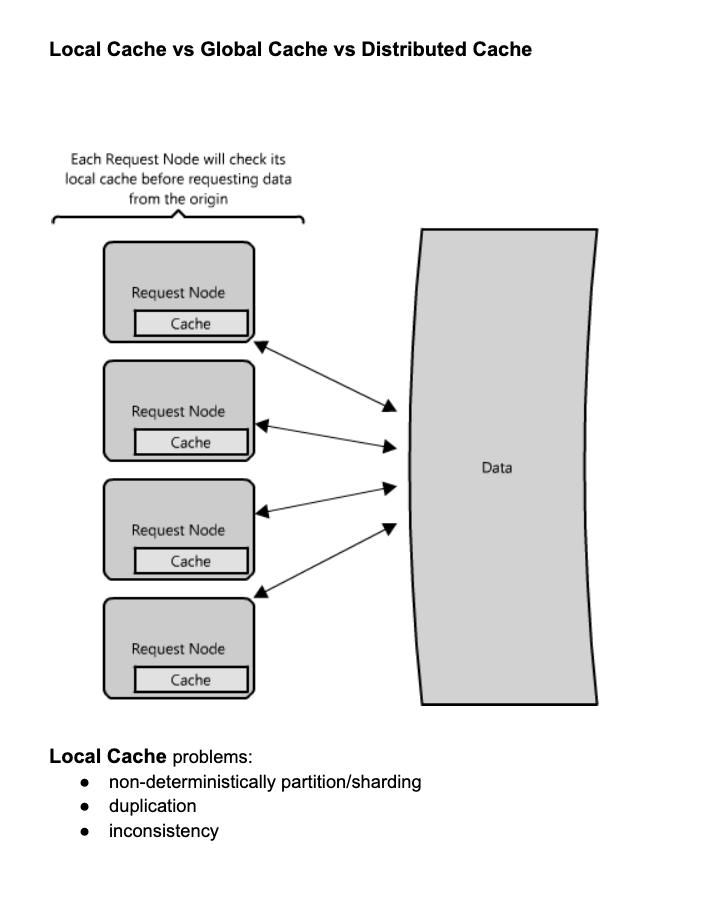 Local Cache vs Global Cache vs Distributed Cache
Each Request Node will check its
local cache before requesting data
from the origin
Request Node
Cache
Request Node
Cache
Request Node
Cache
Request Node
Cache
Data
Local Cache problems:
● non-deterministically partition/sharding
● duplication
● inconsistency